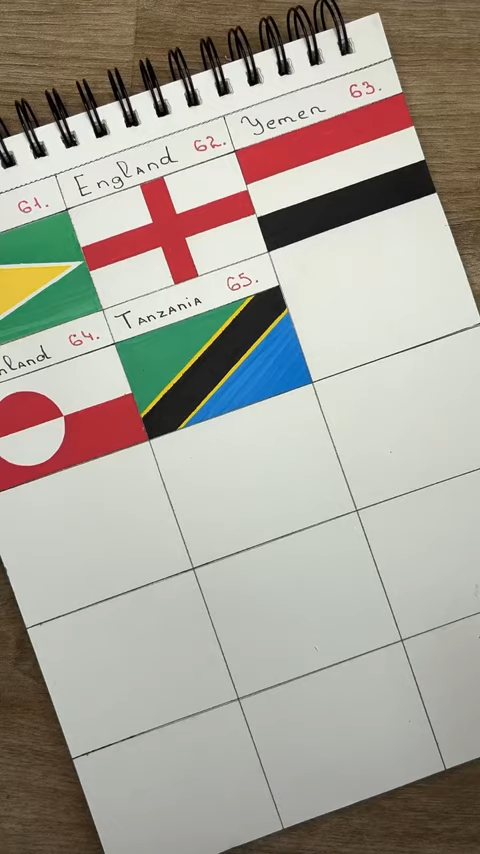 61.
England 62.
Yemen 63.
64.
Tanzania 65.